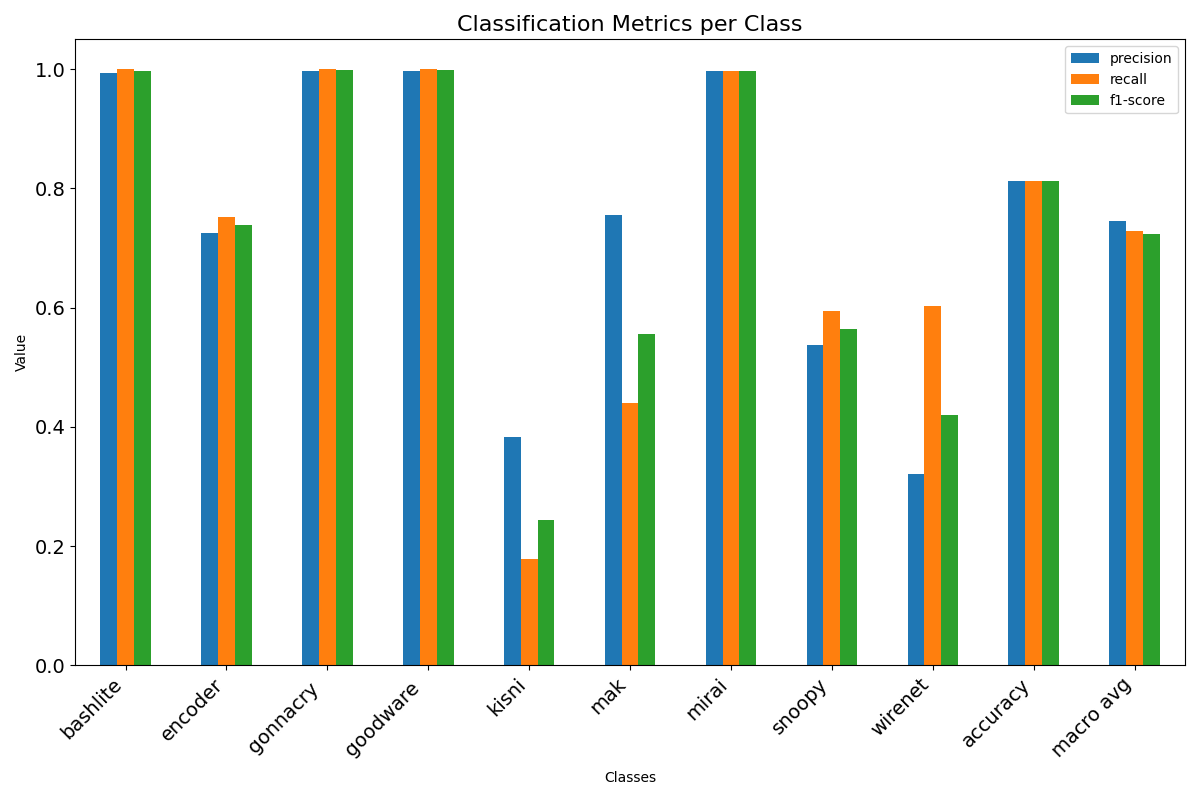 Classification Metrics per Class
precision
recall
f1-score
1.0
0.8
0.6
0.4
0.2
0.0
Value
bashlite
encoder
gonnacry
goodware
kisni
mak
mirai
snoopy
wirenet
accuracy
macro avg
Classes